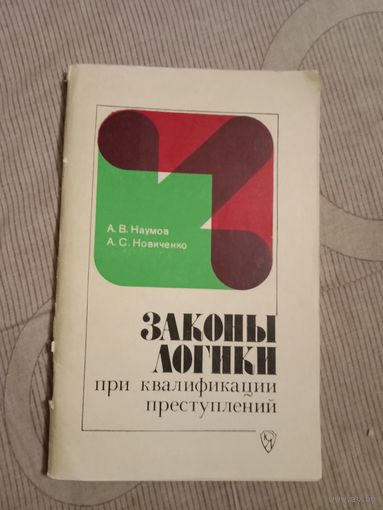 А. В. Наумов
А. С. Новиченко
ЗАКОНЫ
ЛОГИКИ
при квалификации
преступлений